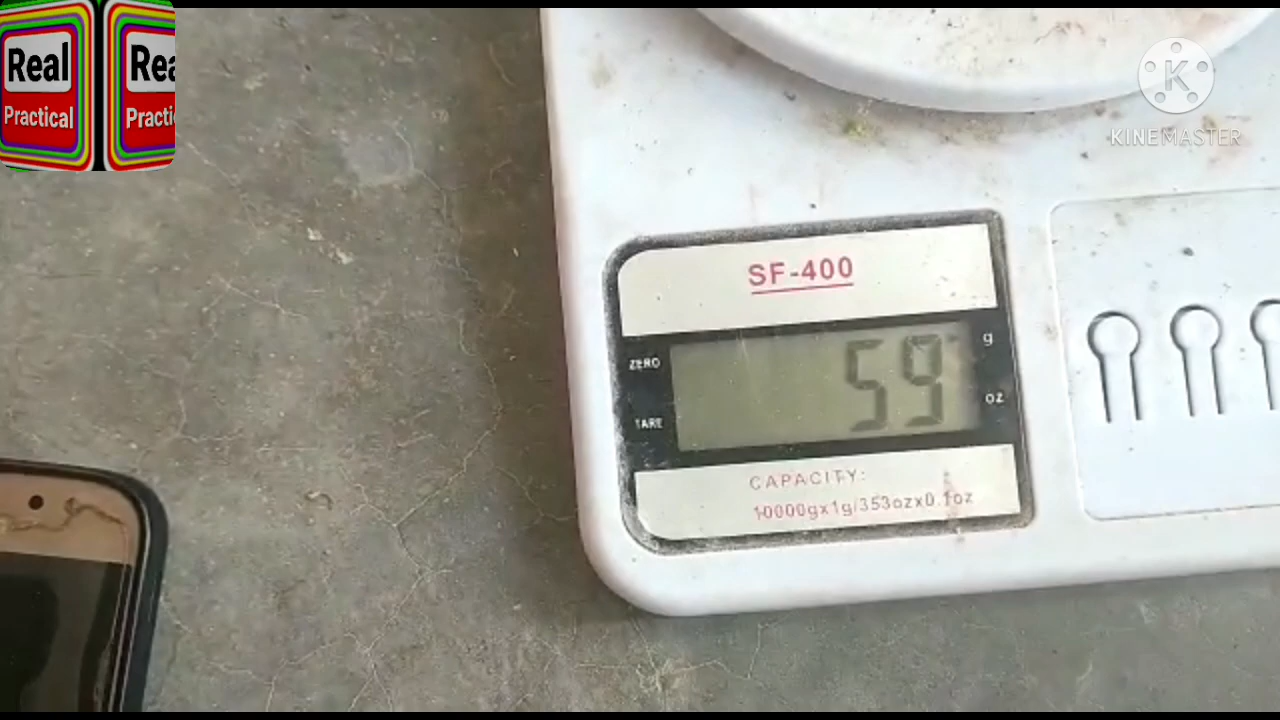 Real
Practical
Rea
Practi
K
KINEMASTER
SF-400
ZERO
TARE
59
g
oz
CAPACITY:
10000gx1g/353ozx0.1oz